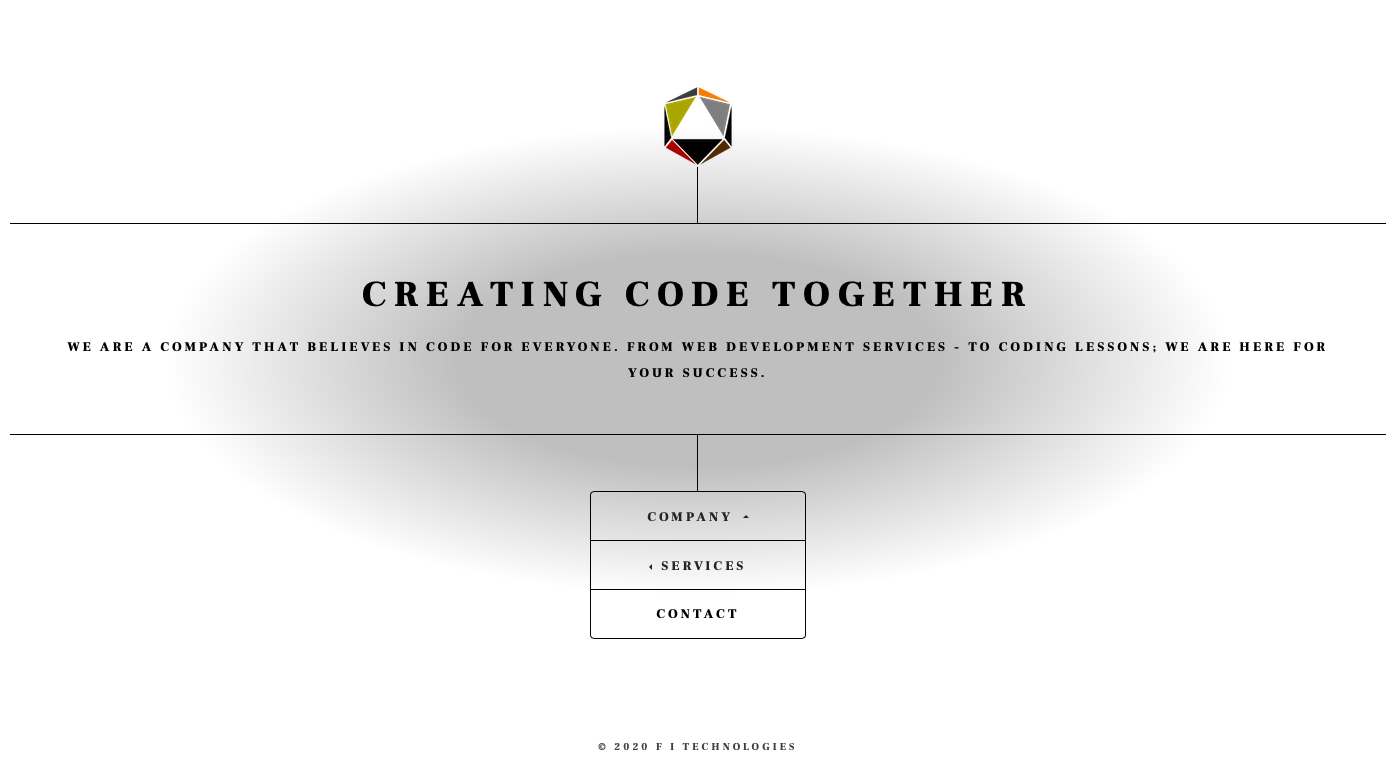 CREATING CODE TOGETHER
WE ARE A COMPANY THAT BELIEVES IN CODE FOR EVERYONE. FROM WEB DEVELOPMENT SERVICES - TO CODING LESSONS; WE ARE HERE FOR
YOUR SUCCESS.
COMPANY
SERVICES
CONTACT
© 2020 F I TECHNOLOGIES